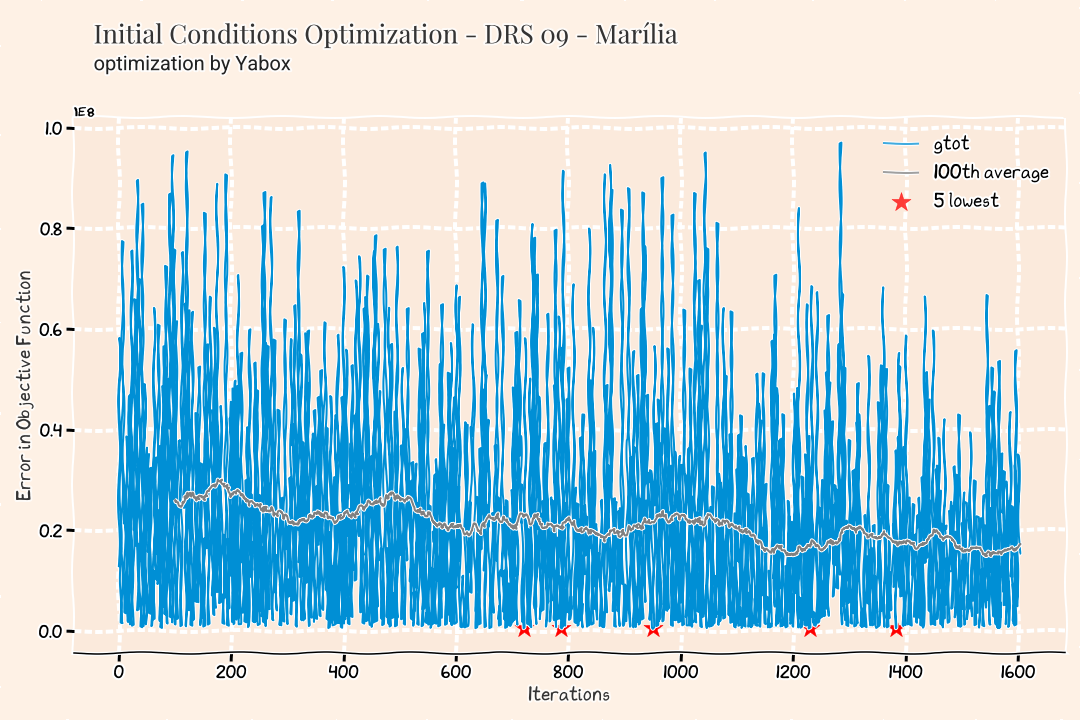 Initial Conditions Optimization - DRS 09 - Marília
optimization by Yabox
1E8
1.0
0.8
0.6
0.4
0.2
0.0
Error in Objective Function
gtot
100th average
5 lowest
0 200 400 600 800 1000 1200 1400 1600
Iterations